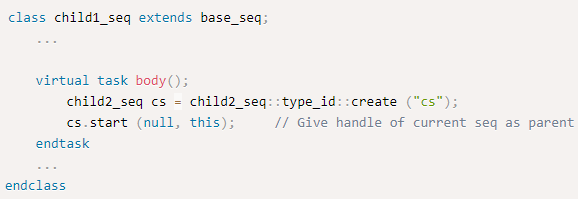 class child1_seq extends base_seq;
...
virtual task body();
child2_seq cs = child2_seq::type_id::create ("cs");
cs.start (null, this);     // Give handle of current seq as parent
endtask
...
endclass